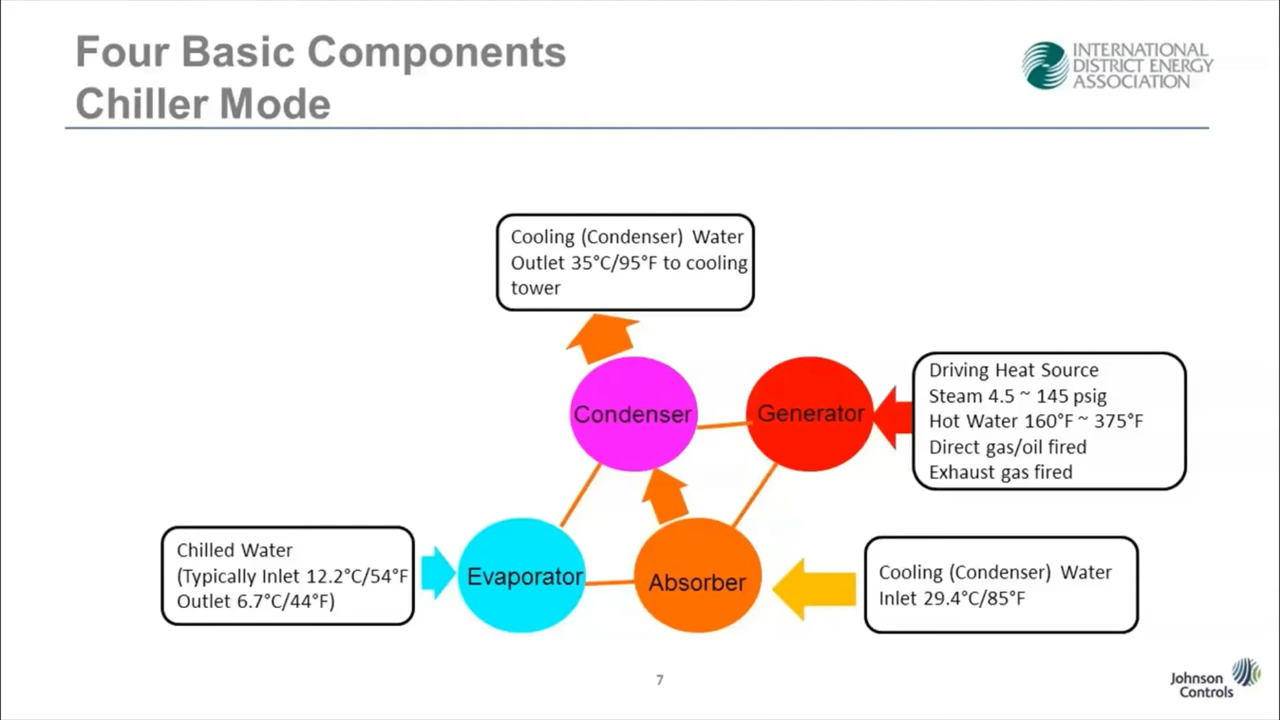 Four Basic Components
Chiller Mode
INTERNATIONAL
DISTRICT ENERGY
ASSOCIATION
Cooling (Condenser) Water
Outlet 35°C/95°F to cooling
tower
Condenser
Generator
Driving Heat Source
Steam 4.5 ~ 145 psig
Hot Water 160°F ~ 375°F
Direct gas/oil fired
Exhaust gas fired
Chilled Water
(Typically Inlet 12.2°C/54°F
Outlet 6.7°C/44°F)
Evaporator
Absorber
Cooling (Condenser) Water
Inlet 29.4°C/85°F
7
Johnson
Controls